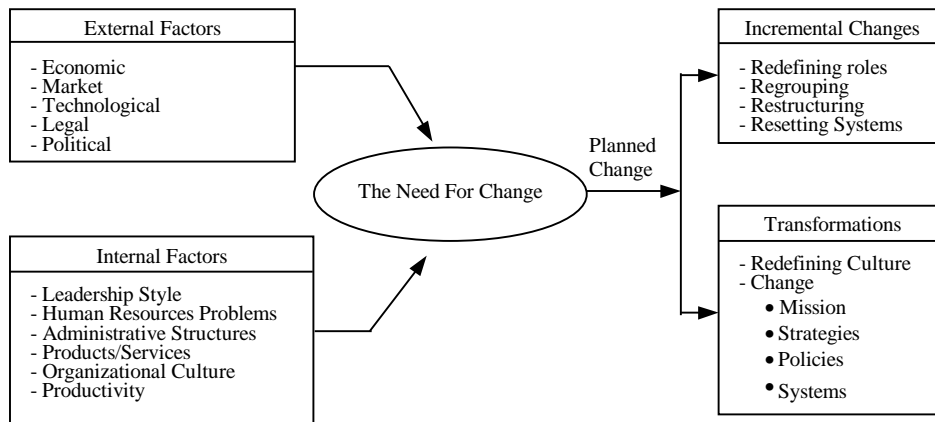 External Factors
- Economic
- Market
- Technological
- Legal
- Political
Internal Factors
- Leadership Style
- Human Resources Problems
- Administrative Structures
- Products/Services
- Organizational Culture
- Productivity
The Need For Change
Planned
Change
Incremental Changes
- Redefining roles
- Regrouping
- Restructuring
- Resetting Systems
Transformations
- Redefining Culture
- Change
• Mission
• Strategies
• Policies
• Systems